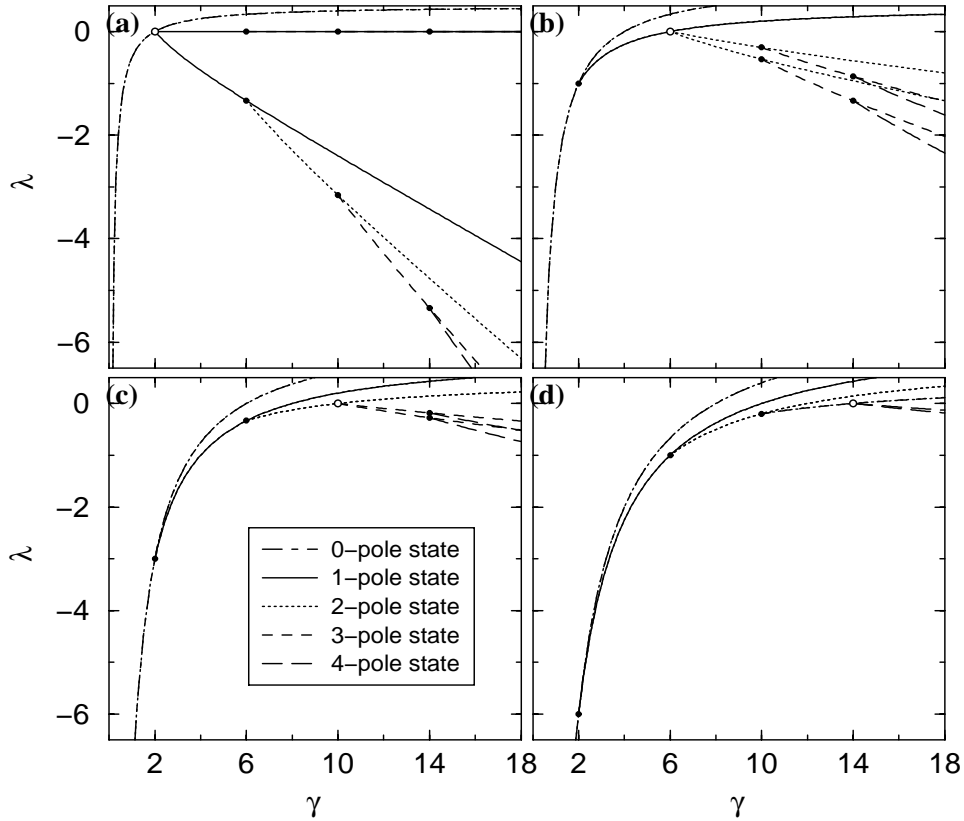 (a)
0
−2
−4
−6
λ
(b)
(c)
0
−2
−4
−6
λ
2
6
10
14
18
γ
0−pole state
1−pole state
2−pole state
3−pole state
4−pole state
(d)
2
6
10
14
18
γ